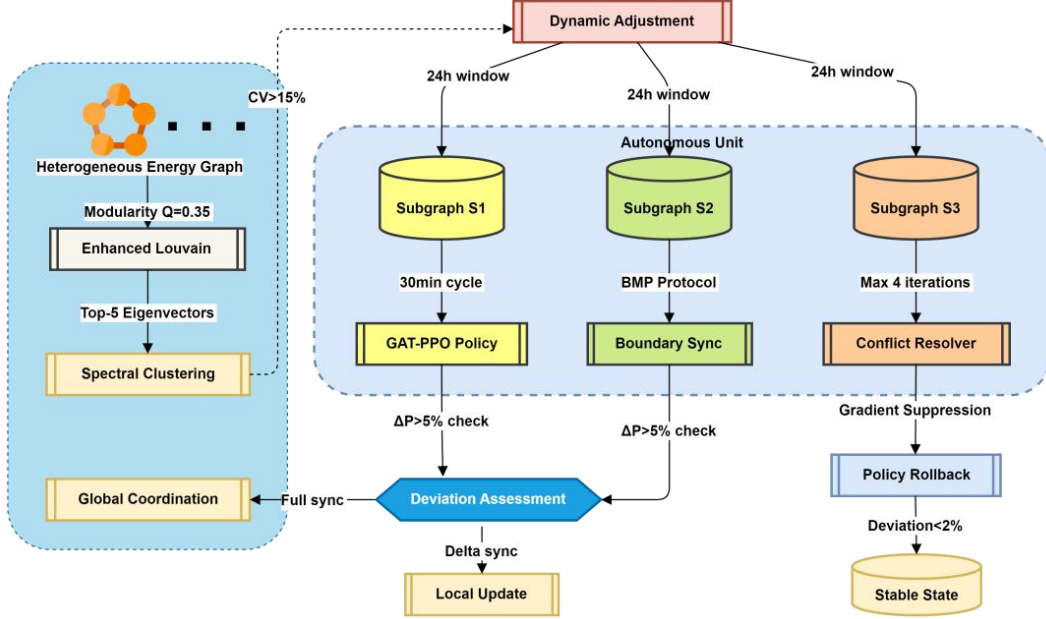 Dynamic Adjustment
24h window
24h window
24h window
CV>15%
Heterogeneous Energy Graph
Modularity Q=0.35
Enhanced Louvain
Top-5 Eigenvectors
Spectral Clustering
Global Coordination
Autonomous Unit
Subgraph S1
Subgraph S2
Subgraph S3
30min cycle
BMP Protocol
Max 4 iterations
GAT-PPO Policy
Boundary Sync
Conflict Resolver
ΔP>5% check
ΔP>5% check
Gradient Suppression
Full sync
Deviation Assessment
Policy Rollback
Delta sync
Deviation<2%
Local Update
Stable State